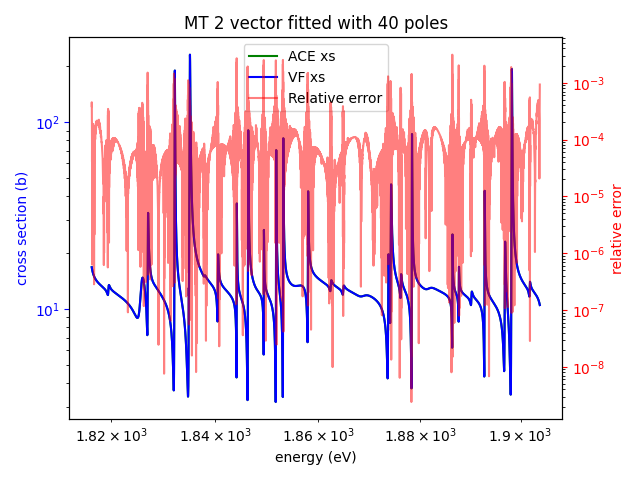 MT 2 vector fitted with 40 poles
ACE xs
VF xs
Relative error
cross section (b)
10²
10¹
relative error
10⁻³
10⁻⁴
10⁻⁵
10⁻⁶
10⁻⁷
10⁻⁸
1.82 × 10³ 1.84 × 10³ 1.86 × 10³ 1.88 × 10³ 1.9 × 10³
energy (eV)